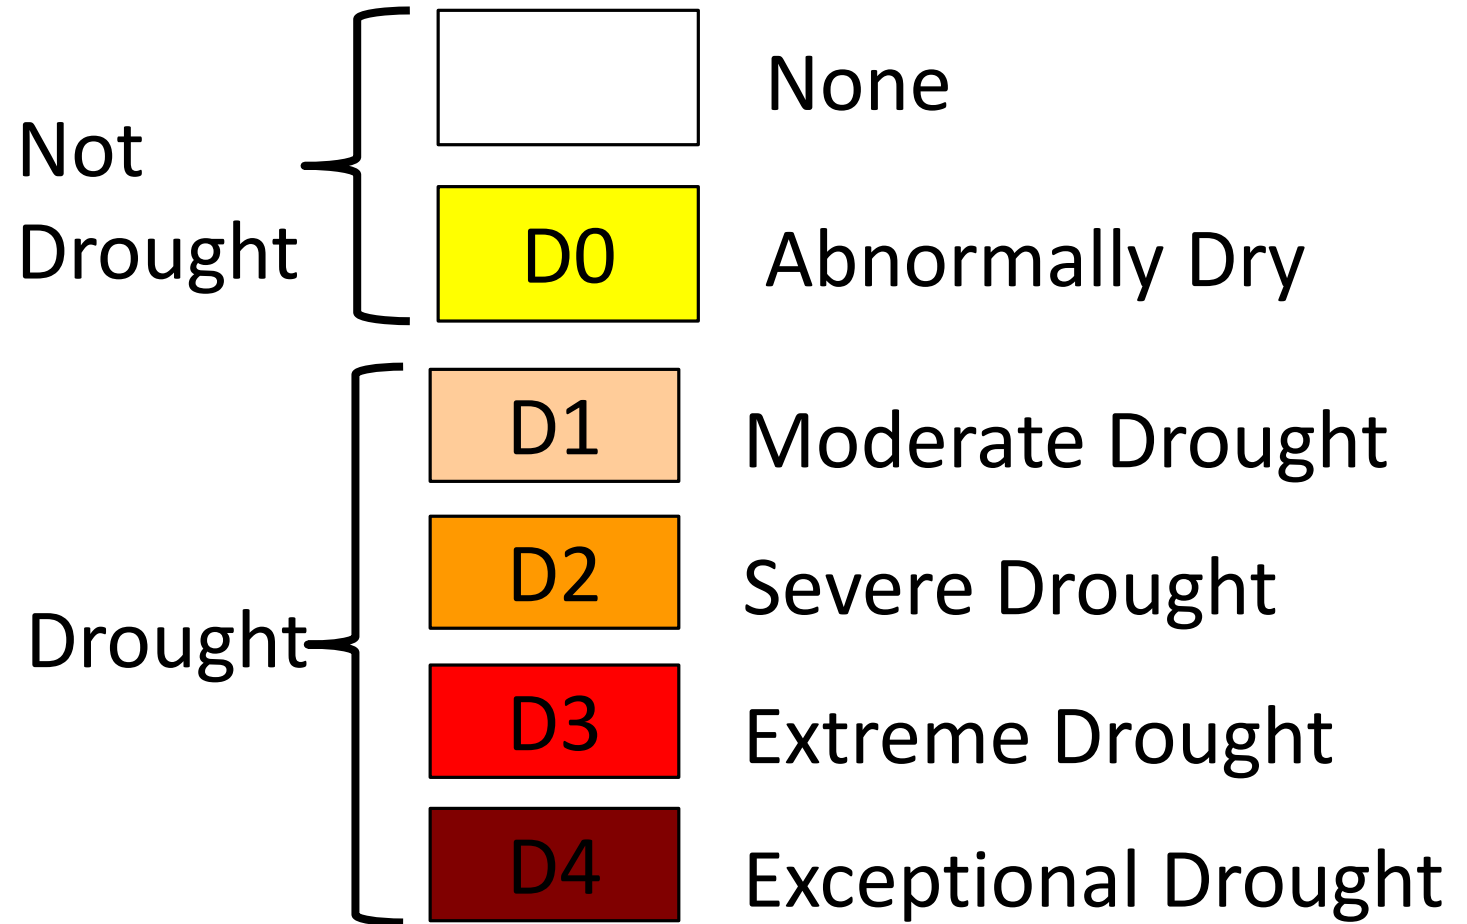 Not
Drought
None
D0 Abnormally Dry
Drought
D1 Moderate Drought
D2 Severe Drought
D3 Extreme Drought
D4 Exceptional Drought